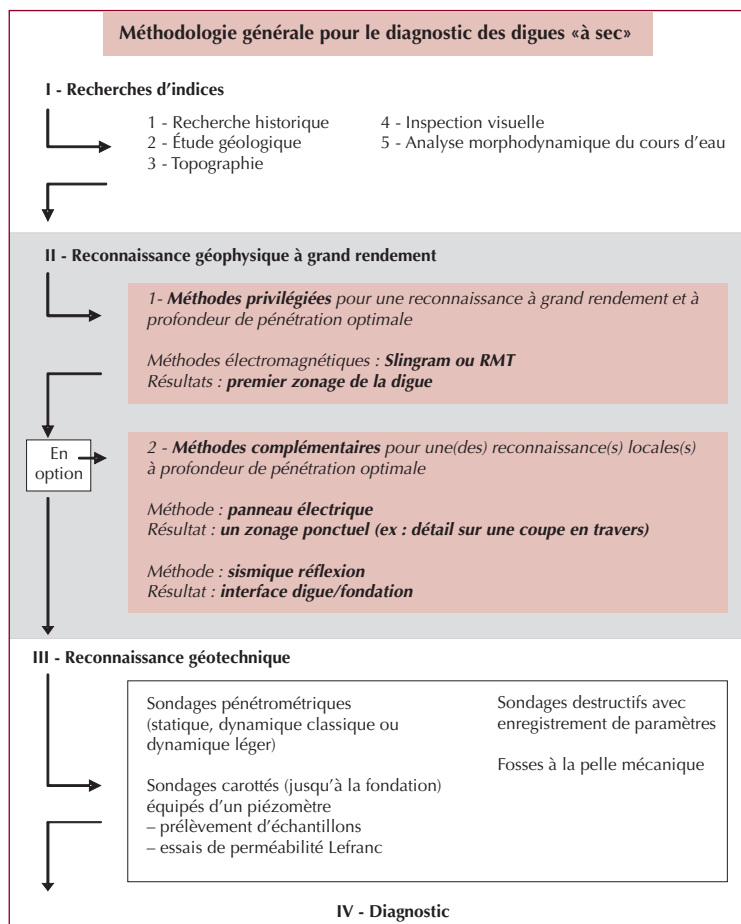 Méthodologie générale pour le diagnostic des digues «à sec»
I - Recherches d'indices
1 - Recherche historique
2 - Étude géologique
3 - Topographie
4 - Inspection visuelle
5 - Analyse morphodynamique du cours d'eau
II - Reconnaissance géophysique à grand rendement
1- Méthodes privilégiées pour une reconnaissance à grand rendement et à
profondeur de pénétration optimale
Méthodes électromagnétiques : Slingram ou RMT
Résultats : premier zonage de la digue
En
option
2 - Méthodes complémentaires pour une(des) reconnaissance(s) locales(s)
à profondeur de pénétration optimale
Méthode : panneau électrique
Résultat : un zonage ponctuel (ex : détail sur une coupe en travers)
Méthode : sismique réflexion
Résultat : interface digue/fondation
III - Reconnaissance géotechnique
Sondages pénétrométriques
(statique, dynamique classique ou
dynamique léger)
Sondages carottés (jusqu'à la fondation)
équipés d'un piézomètre
– prélèvement d'échantillons
– essais de perméabilité Lefranc
Sondages destructifs avec
enregistrement de paramètres
Fosses à la pelle mécanique
IV - Diagnostic